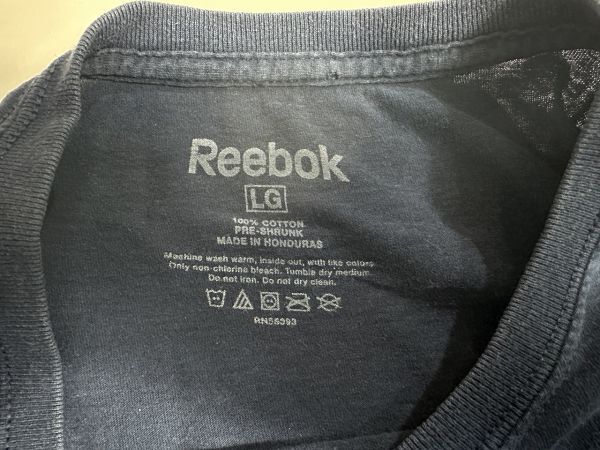 Reebok
LG
100% COTTON
PRE-SHRUNK
MADE IN HONDURAS
Machine wash warm, inside out, with like colors.
Only non-chlorine bleach. Tumble dry medium.
Do not iron. Do not dry clean.
RN56393